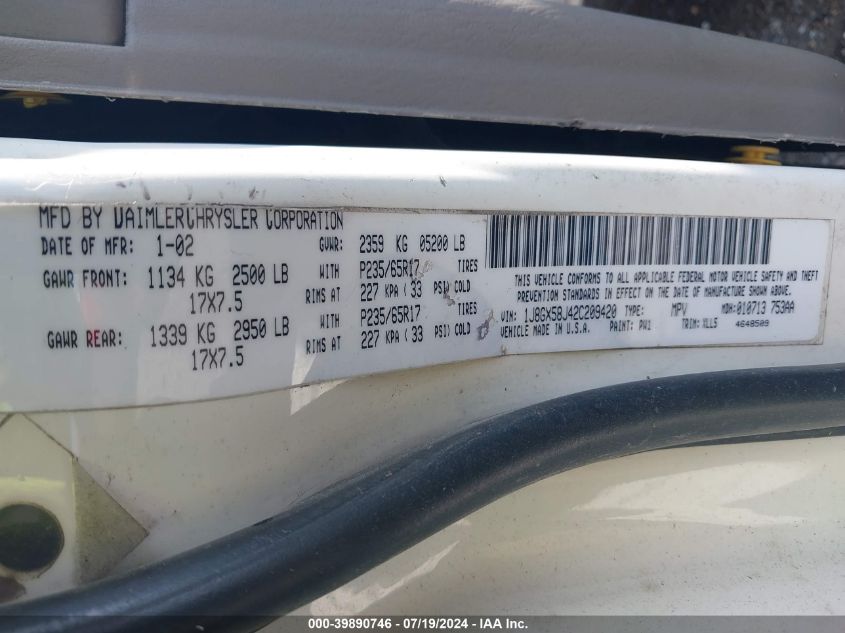 MFD BY DAIMLERCHRYSLER CORPORATION
DATE OF MFR: 1-02 GVWR: 2359 KG 05200 LB
GAWR FRONT: 1134 KG 2500 LB WITH P235/65R17 TIRES
17X7.5 RIMS AT 227 KPA ( 33 PSI) COLD
GAWR REAR: 1339 KG 2950 LB WITH P235/65R17 TIRES
17X7.5 RIMS AT 227 KPA ( 33 PSI) COLD
THIS VEHICLE CONFORMS TO ALL APPLICABLE FEDERAL MOTOR VEHICLE SAFETY AND THEFT
PREVENTION STANDARDS IN EFFECT ON THE DATE OF MANUFACTURE SHOWN ABOVE.
VIN: 1J8GX58J42C209420 TYPE: MPV MDH: 010713 753AA
VEHICLE MADE IN U.S.A. PAINT: PW1 TRIM: XLL5 4648509
000-39890746 - 07/19/2024 - IAA Inc.